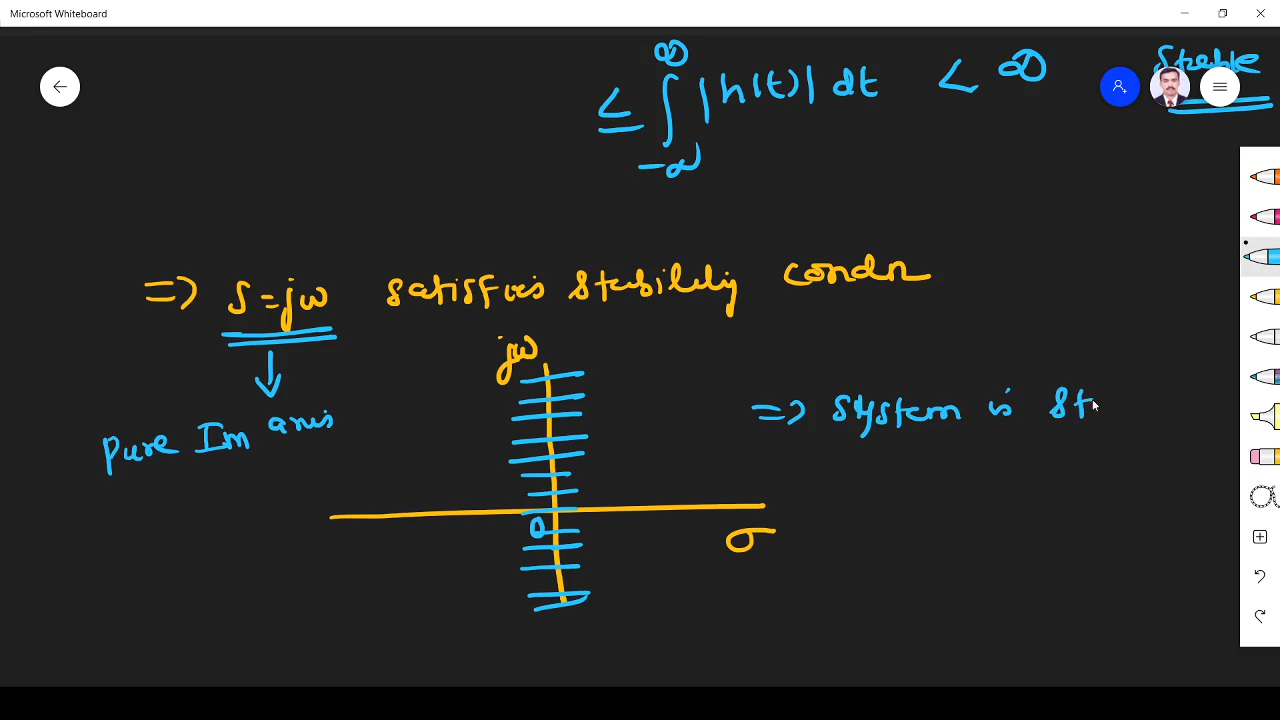 Microsoft Whiteboard
≤ ∫_{-∞}^{∞} |h(t)| dt < ∞ Stable
=> s=jω satisfies stability condn
jω
Pure Im axis
=> System is St
0
σ